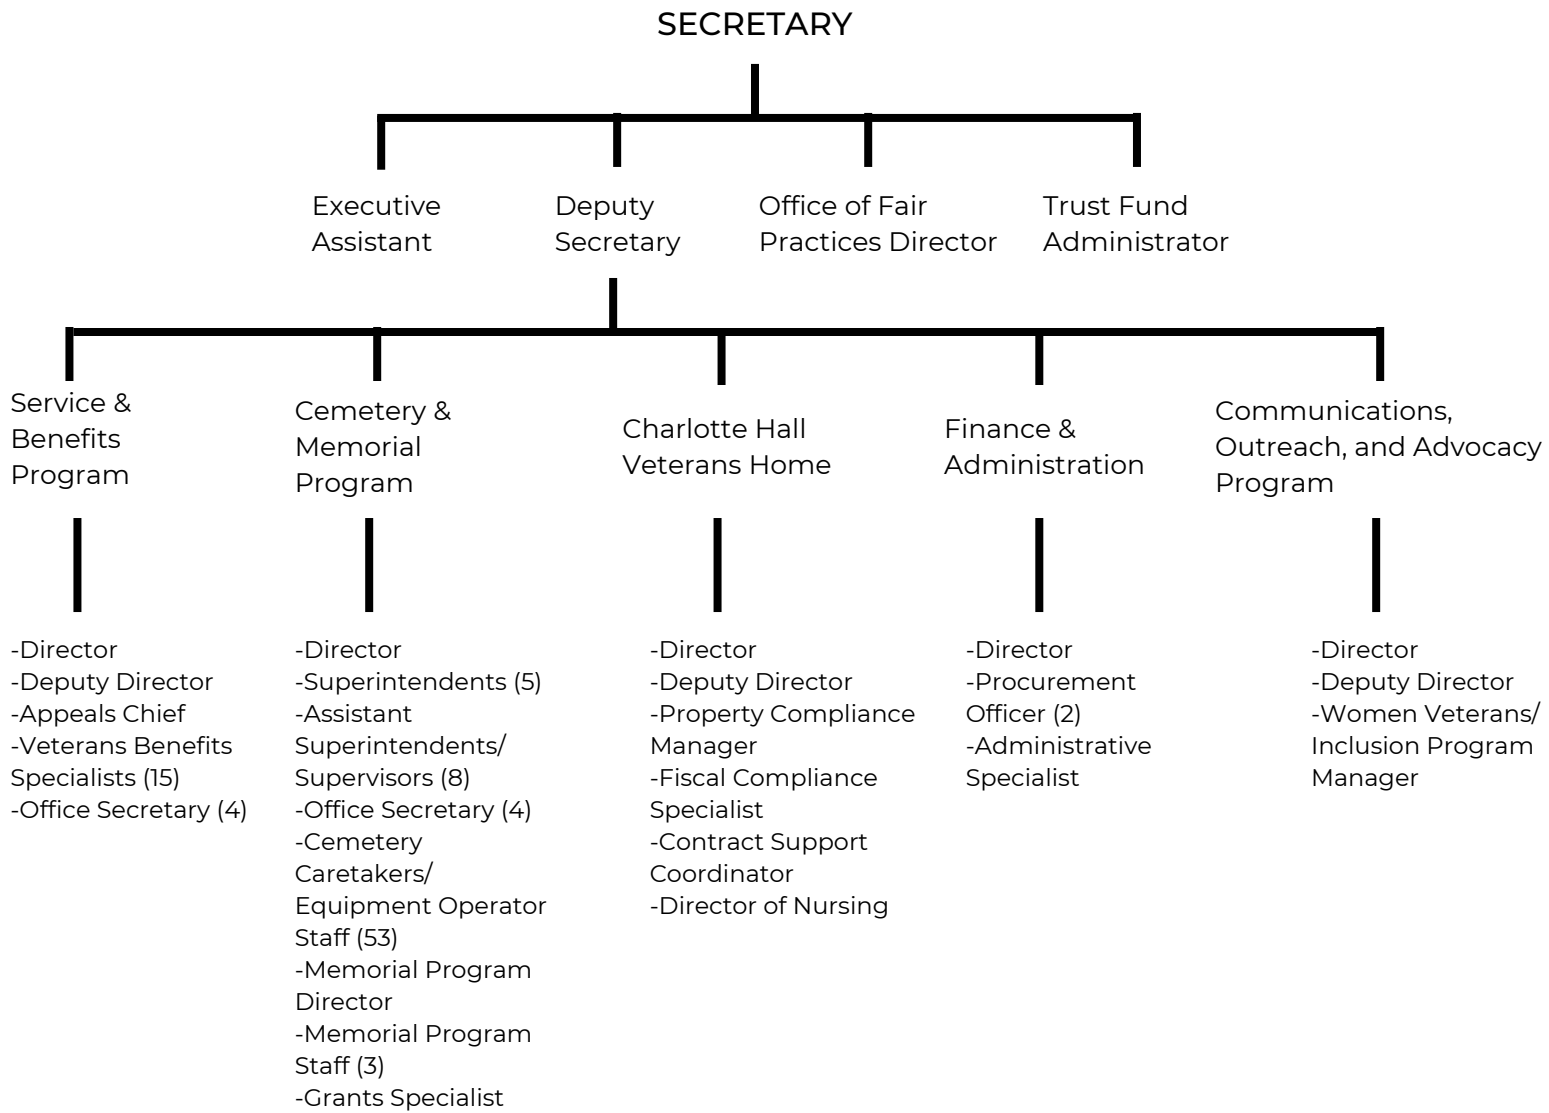 SECRETARY
Executive
Assistant
Deputy
Secretary
Office of Fair
Practices Director
Trust Fund
Administrator
Service &
Benefits
Program
Cemetery &
Memorial
Program
Charlotte Hall
Veterans Home
Finance &
Administration
Communications,
Outreach, and Advocacy
Program
-Director
-Deputy Director
-Appeals Chief
-Veterans Benefits
Specialists (15)
-Office Secretary (4)
-Director
-Superintendents (5)
-Assistant
Superintendents/
Supervisors (8)
-Office Secretary (4)
-Cemetery
Caretakers/
Equipment Operator
Staff (53)
-Memorial Program
Director
-Memorial Program
Staff (3)
-Grants Specialist
-Director
-Deputy Director
-Property Compliance
Manager
-Fiscal Compliance
Specialist
-Contract Support
Coordinator
-Director of Nursing
-Director
-Procurement
Officer (2)
-Administrative
Specialist
-Director
-Deputy Director
-Women Veterans/
Inclusion Program
Manager